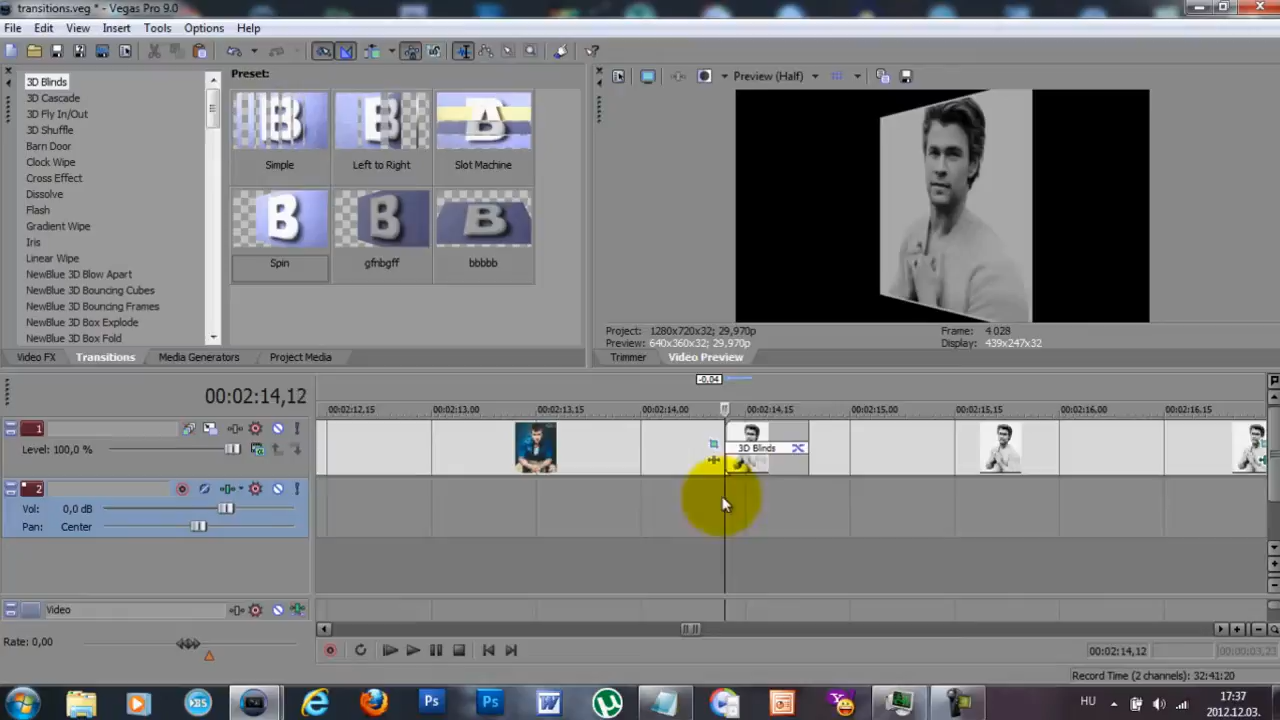 transitions.veg * - Vegas Pro 9.0
File Edit View Insert Tools Options Help
3D Blinds
3D Cascade
3D Fly In/Out
3D Shuffle
Barn Door
Clock Wipe
Cross Effect
Dissolve
Flash
Gradient Wipe
Iris
Linear Wipe
NewBlue 3D Blow Apart
NewBlue 3D Bouncing Cubes
NewBlue 3D Bouncing Frames
NewBlue 3D Box Explode
NewBlue 3D Box Fold
Preset:
Simple Left to Right Slot Machine
Spin gfnbgff bbbbb
Preview (Half)
Project: 1280x720x32; 29,970p Frame: 4 028
Preview: 640x360x32; 29,970p Display: 439x247x32
Video FX Transitions Media Generators Project Media
Trimmer Video Preview
00:02:14,12
-0.04
00:02:12,15 00:02:13,00 00:02:13,15 00:02:14,00 00:02:14,15 00:02:15,00 00:02:15,15 00:02:16,00 00:02:16,15
1
Level: 100,0 %
3D Blinds
2
Vol: 0,0 dB
Pan: Center
Video
Rate: 0,00
00:02:14,12 00:00:03,23
Record Time (2 channels): 32:41:20
HU 17:37
2012.12.03.